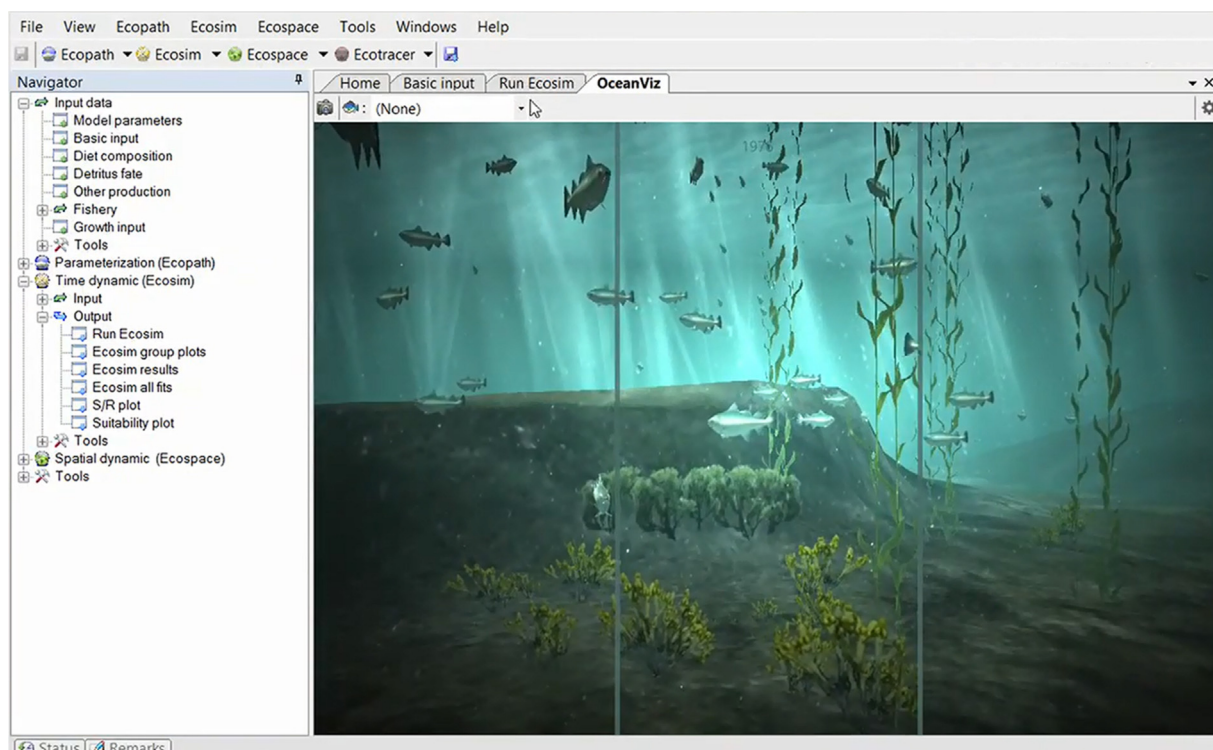 File View Ecopath Ecosim Ecospace Tools Windows Help
Ecopath Ecosim Ecospace Ecotracer
Navigator
Home Basic input Run Ecosim OceanViz
: (None)
Input data
Model parameters
Basic input
Diet composition
Detritus fate
Other production
Fishery
Growth input
Tools
Parameterization (Ecopath)
Time dynamic (Ecosim)
Input
Output
Run Ecosim
Ecosim group plots
Ecosim results
Ecosim all fits
S/R plot
Suitability plot
Tools
Spatial dynamic (Ecospace)
Tools
Status Remarks